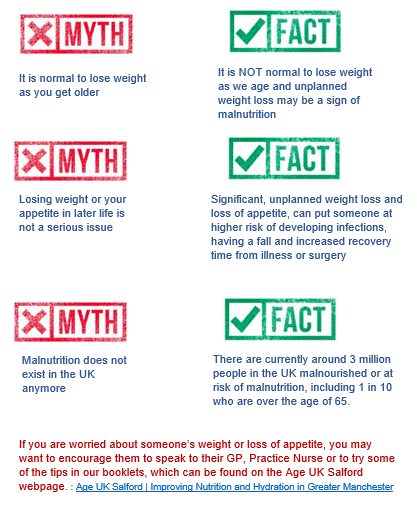 MYTH
FACT
It is normal to lose weight
as you get older
It is NOT normal to lose weight
as we age and unplanned
weight loss may be a sign of
malnutrition
MYTH
FACT
Losing weight or your
appetite in later life is
not a serious issue
Significant, unplanned weight loss and
loss of appetite, can put someone at
higher risk of developing infections,
having a fall and increased recovery
time from illness or surgery
MYTH
FACT
Malnutrition does not
exist in the UK
anymore
There are currently around 3 million
people in the UK malnourished or at
risk of malnutrition, including 1 in 10
who are over the age of 65.
If you are worried about someone's weight or loss of appetite, you may
want to encourage them to speak to their GP, Practice Nurse or to try some
of the tips in our booklets, which can be found on the Age UK Salford
webpage. : Age UK Salford | Improving Nutrition and Hydration in Greater Manchester